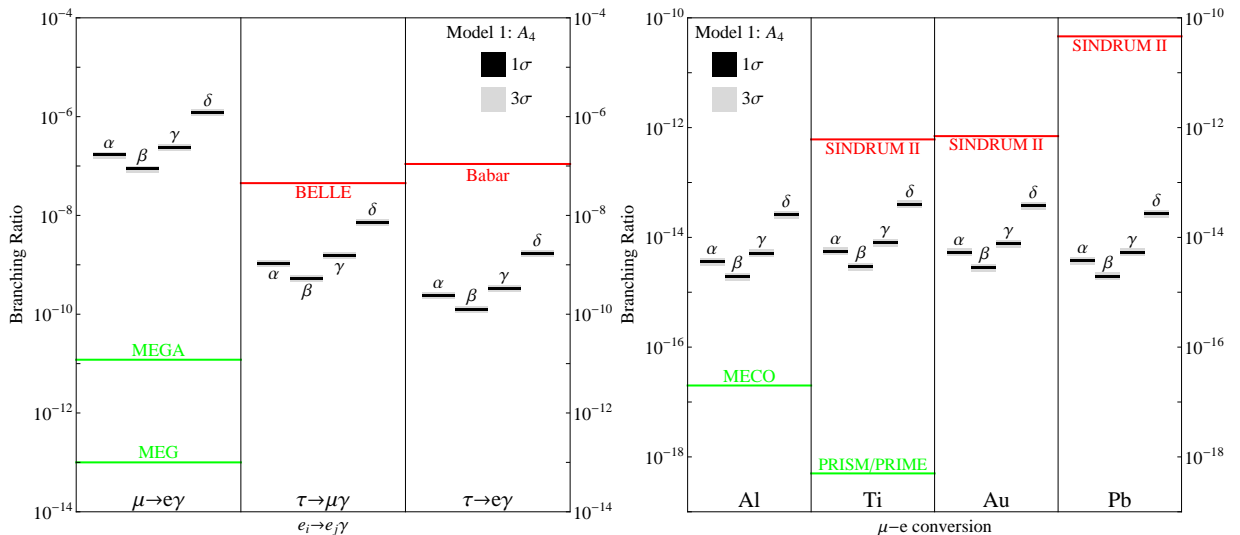 10⁻⁴
10⁻⁶
10⁻⁸
10⁻¹⁰
10⁻¹²
10⁻¹⁴
Branching Ratio
Model 1: A₄
1σ
3σ
α
β
γ
δ
MEGA
MEG
μ→eγ
BELLE
α
β
γ
δ
τ→μγ
Babar
α
β
γ
δ
τ→eγ
e_i→e_jγ
10⁻⁴
10⁻⁶
10⁻⁸
10⁻¹⁰
10⁻¹²
10⁻¹⁴
10⁻¹⁰
10⁻¹²
10⁻¹⁴
10⁻¹⁶
10⁻¹⁸
Branching Ratio
Model 1: A₄
1σ
3σ
α
β
γ
δ
MECO
Al
SINDRUM II
α
β
γ
δ
PRISM/PRIME
Ti
SINDRUM II
α
β
γ
δ
Au
SINDRUM II
α
β
γ
δ
Pb
μ−e conversion
10⁻¹⁰
10⁻¹²
10⁻¹⁴
10⁻¹⁶
10⁻¹⁸